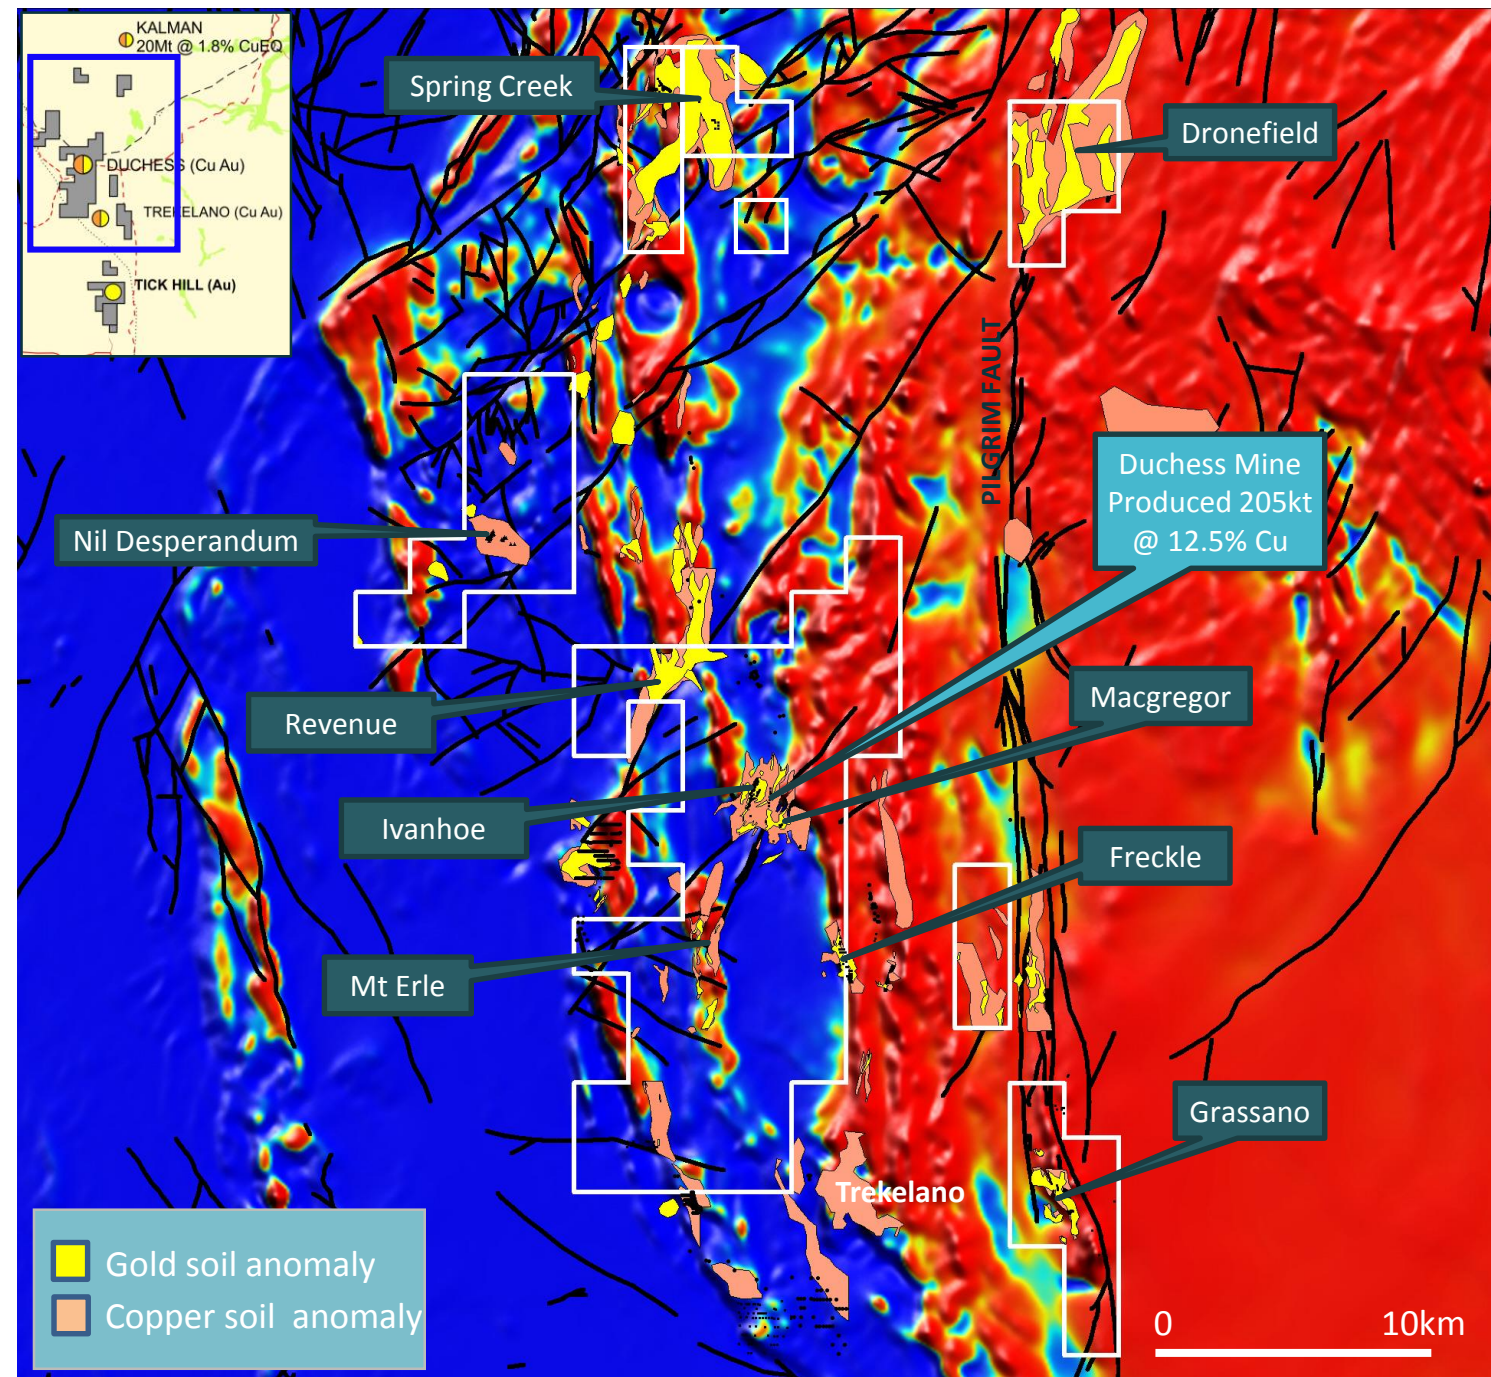 KALMAN
20Mt @ 1.8% CuEQ
DUCHESS (Cu Au)
TREKELANO (Cu Au)
TICK HILL (Au)
Spring Creek
Dronefield
PILGRIM FAULT
Duchess Mine
Produced 205kt
@ 12.5% Cu
Nil Desperandum
Macgregor
Revenue
Ivanhoe
Freckle
Mt Erle
Grassano
Trekelano
Gold soil anomaly
Copper soil anomaly
0 10km